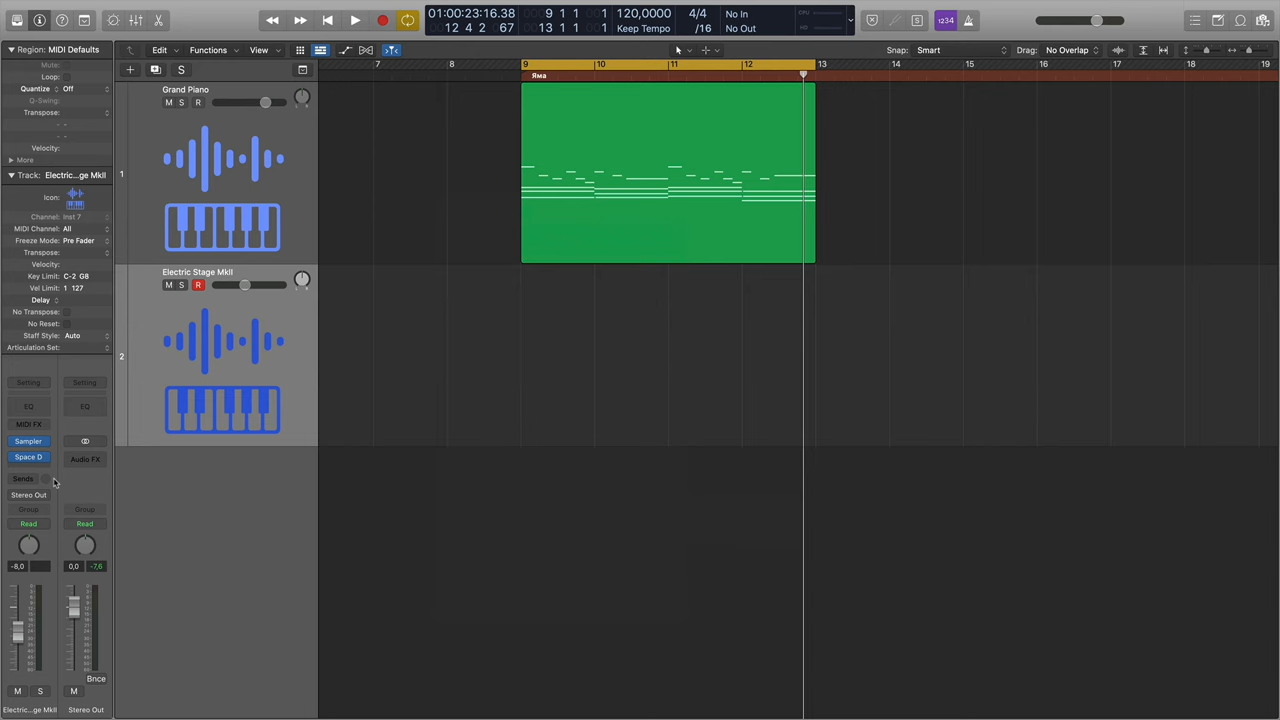 1234
01:00:23:16.38
12 4 2 67
9 1 1 1
13 1 1 1
120,0000
Keep Tempo
4/4
/16
No In
No Out
CPU
HD
Region: MIDI Defaults
Edit
Functions
View
Snap: Smart
Drag: No Overlap
Mute:
Loop:
Quantize Off
Q-Swing:
Transpose:
Velocity:
More
Track: Electric...ge MkII
Icon:
Channel: Inst 7
MIDI Channel: All
Freeze Mode: Pre Fader
Transpose:
Velocity:
Key Limit: C-2 G8
Vel Limit: 1 127
Delay
No Transpose:
No Reset:
Staff Style: Auto
Articulation Set:
Setting Setting
EQ EQ
MIDI FX
Sampler
Space D Audio FX
Sends
Stereo Out
Group Group
Read Read
-8,0 0,0 -7,6
Bnce
M S M
Electric...ge MkII Stereo Out
S
7 8 9 10 11 12 13 14 15 16 17 18 19
Яма
1
Grand Piano
M S R
2
Electric Stage MkII
M S R